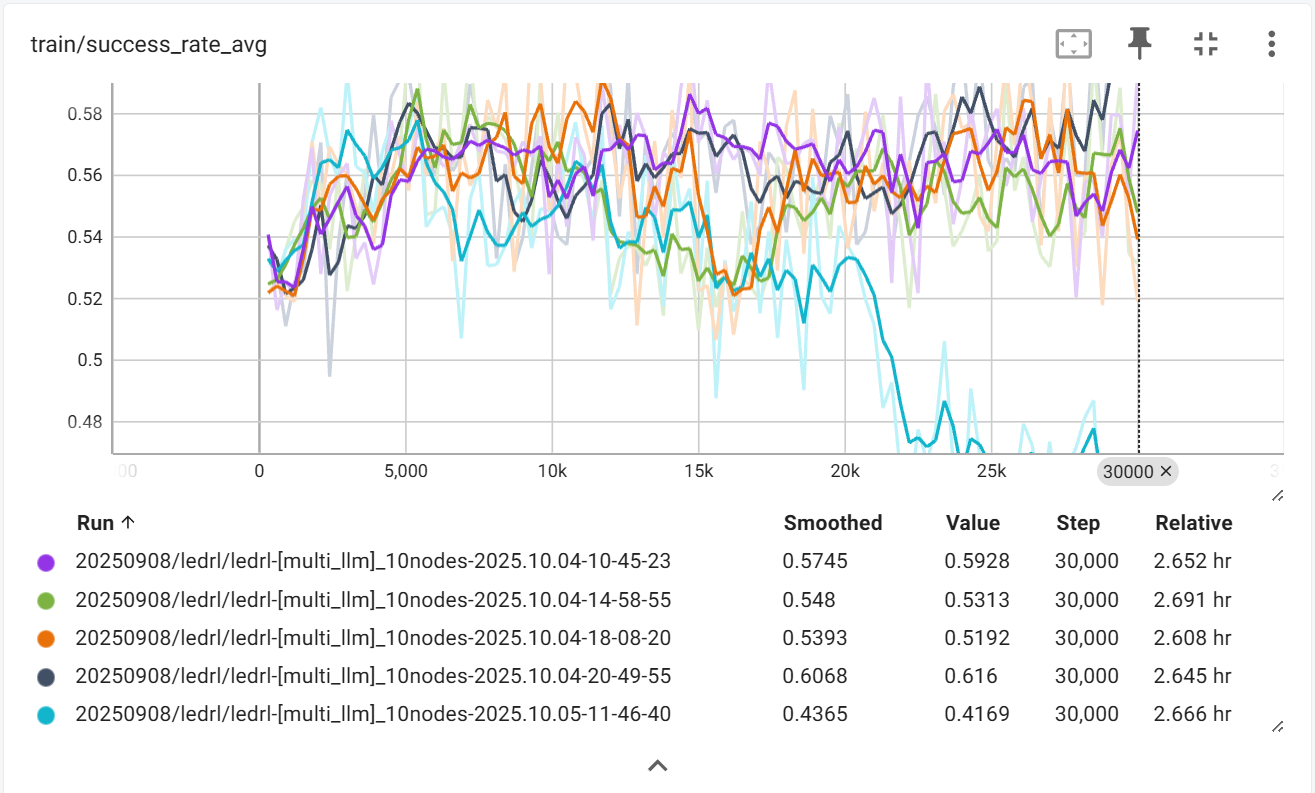 train/success_rate_avg
0.58
0.56
0.54
0.52
0.5
0.48
00 0 5,000 10k 15k 20k 25k 30000 ×
Run ↑ Smoothed Value Step Relative
20250908/ledrl/ledrl-[multi_llm]_10nodes-2025.10.04-10-45-23 0.5745 0.5928 30,000 2.652 hr
20250908/ledrl/ledrl-[multi_llm]_10nodes-2025.10.04-14-58-55 0.548 0.5313 30,000 2.691 hr
20250908/ledrl/ledrl-[multi_llm]_10nodes-2025.10.04-18-08-20 0.5393 0.5192 30,000 2.608 hr
20250908/ledrl/ledrl-[multi_llm]_10nodes-2025.10.04-20-49-55 0.6068 0.616 30,000 2.645 hr
20250908/ledrl/ledrl-[multi_llm]_10nodes-2025.10.05-11-46-40 0.4365 0.4169 30,000 2.666 hr